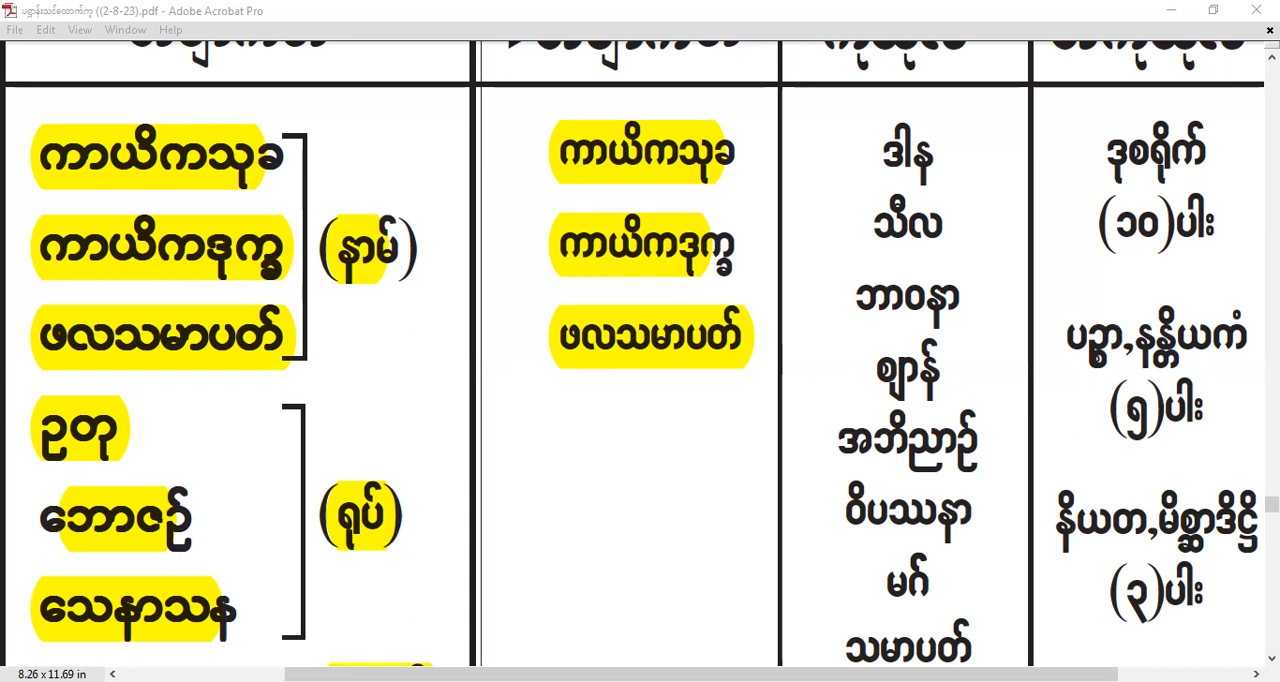 ပဋ္ဌာန်းသင်ထောက်ကူ ((2-8-23).pdf - Adobe Acrobat Pro
File Edit View Window Help
ကာယိကသုခ
ကာယိကဒုက္ခ
(နာမ်)
ဖလသမာပတ်
ဥတု
ဘောဇဉ်
(ရုပ်)
သေနာသန
ကာယိကသုခ
ကာယိကဒုက္ခ
ဖလသမာပတ်
ဒါန
သီလ
ဘာဝနာ
ဈာန်
အဘိညာဉ်
ဝိပဿနာ
မဂ်
သမာပတ်
ဒုစရိုက်
(၁၀)ပါး
ပဉ္စာ,နန္တိယကံ
(၅)ပါး
နိယတ,မိစ္ဆာဒိဋ္ဌိ
(၃)ပါး
8.26 x 11.69 in